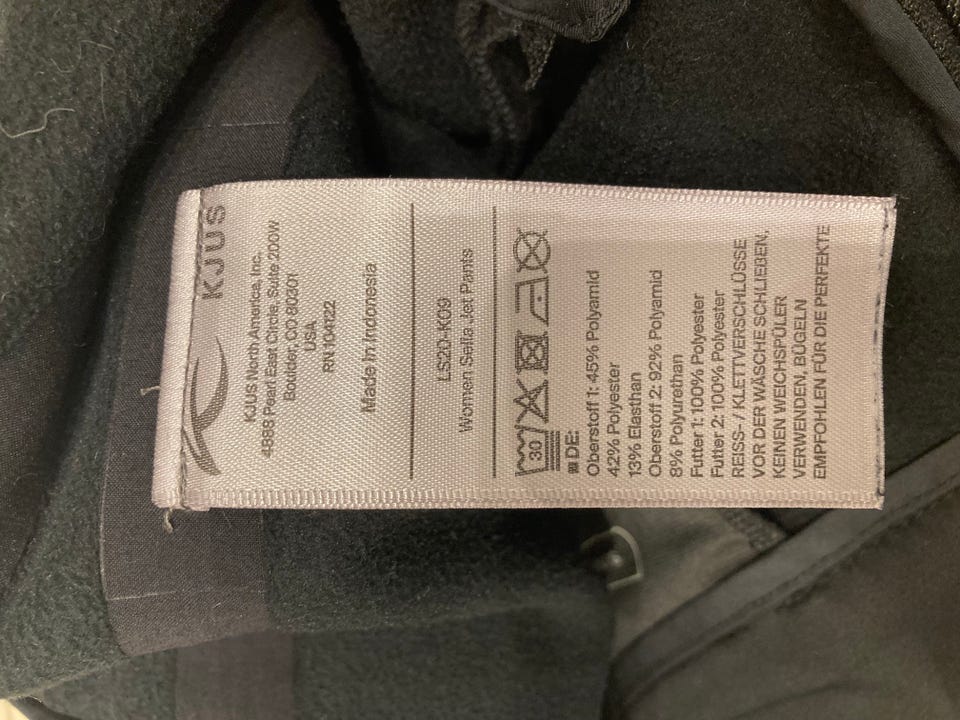 KJUS
KJUS North America, Inc.
4888 Pearl East Circle, Suite 200W
Boulder, CO 80301
USA
RN 104122
Made in Indonesia
LS20-K09
Women Sella Jet Pants
30
DE:
Oberstoff 1: 45% Polyamid
42% Polyester
13% Elasthan
Oberstoff 2: 92% Polyamid
8% Polyurethan
Futter 1: 100% Polyester
Futter 2: 100% Polyester
REISS- / KLETTVERSCHLÜSSE
VOR DER WÄSCHE SCHLIEßEN,
KEINEN WEICHSPÜLER
VERWENDEN, BÜGELN
EMPFOHLEN FÜR DIE PERFEKTE